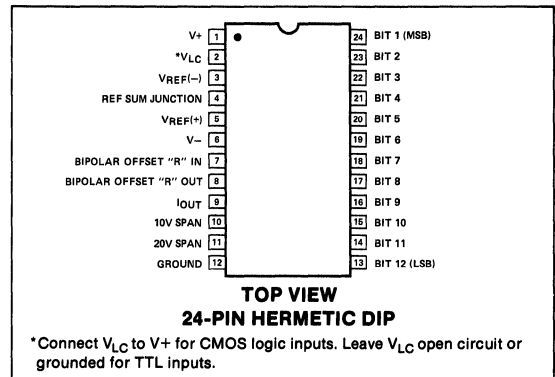 V+ 1 24 BIT 1 (MSB)
*VLC 2 23 BIT 2
VREF(−) 3 22 BIT 3
REF SUM JUNCTION 4 21 BIT 4
VREF(+) 5 20 BIT 5
V− 6 19 BIT 6
BIPOLAR OFFSET "R" IN 7 18 BIT 7
BIPOLAR OFFSET "R" OUT 8 17 BIT 8
IOUT 9 16 BIT 9
10V SPAN 10 15 BIT 10
20V SPAN 11 14 BIT 11
GROUND 12 13 BIT 12 (LSB)
TOP VIEW
24-PIN HERMETIC DIP
*Connect VLC to V+ for CMOS logic inputs. Leave VLC open circuit or
grounded for TTL inputs.